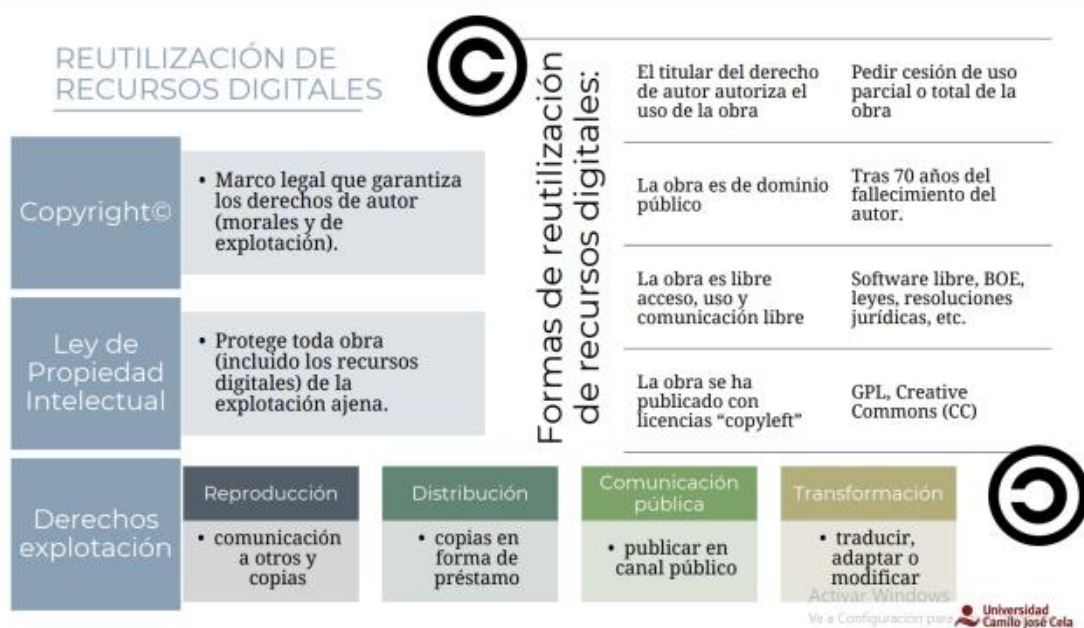 REUTILIZACIÓN DE
RECURSOS DIGITALES
Copyright©
• Marco legal que garantiza
los derechos de autor
(morales y de
explotación).
Ley de
Propiedad
Intelectual
• Protege toda obra
(incluido los recursos
digitales) de la
explotación ajena.
Formas de reutilización
de recursos digitales:
El titular del derecho
de autor autoriza el
uso de la obra
Pedir cesión de uso
parcial o total de la
obra
La obra es de dominio
público
Tras 70 años del
fallecimiento del
autor.
La obra es libre
acceso, uso y
comunicación libre
Software libre, BOE,
leyes, resoluciones
jurídicas, etc.
La obra se ha
publicado con
licencias “copyleft”
GPL, Creative
Commons (CC)
Derechos
explotación
Reproducción
• comunicación
a otros y
copias
Distribución
• copias en
forma de
préstamo
Comunicación
pública
• publicar en
canal público
Transformación
• traducir,
adaptar o
modificar
Activar Windows
Ve a Configuración para
Universidad
Camilo José Cela